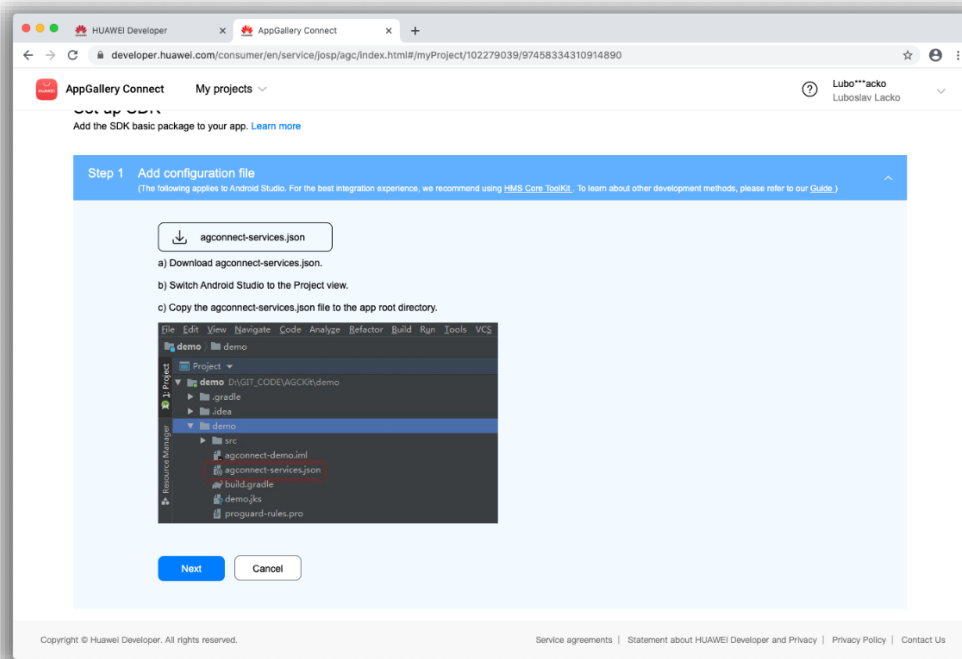 HUAWEI Developer
AppGallery Connect
developer.huawei.com/consumer/en/service/josp/agc/index.html#/myProject/102279039/97458334310914890
HUAWEI
AppGallery Connect
My projects
Lubo***acko
Luboslav Lacko
Set up SDK
Add the SDK basic package to your app. Learn more
Step 1 Add configuration file
(The following applies to Android Studio. For the best integration experience, we recommend using HMS Core ToolKit . To learn about other development methods, please refer to our Guide )
agconnect-services.json
a) Download agconnect-services.json.
b) Switch Android Studio to the Project view.
c) Copy the agconnect-services.json file to the app root directory.
File Edit View Navigate Code Analyze Refactor Build Run Tools VCS
demo demo
1: Project
Project
demo D:\GIT_CODE\AGCKit\demo
.gradle
.idea
demo
src
agconnect-demo.iml
agconnect-services.json
build.gradle
demo.jks
proguard-rules.pro
Resource Manager
Next
Cancel
Copyright © Huawei Developer. All rights reserved.
Service agreements | Statement about HUAWEI Developer and Privacy | Privacy Policy | Contact Us